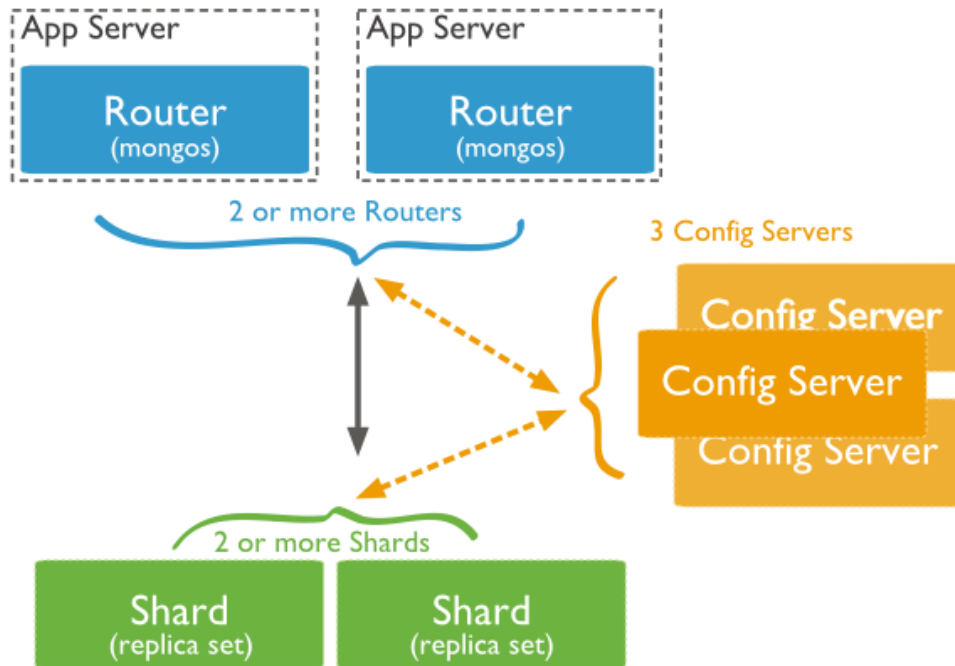 App Server
App Server
Router
(mongos)
Router
(mongos)
2 or more Routers
3 Config Servers
Config Server
Config Server
Config Server
2 or more Shards
Shard
(replica set)
Shard
(replica set)